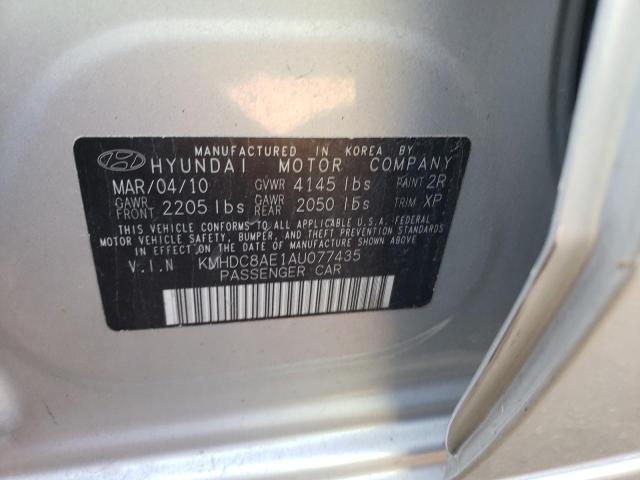 MANUFACTURED IN KOREA BY
HYUNDAI MOTOR COMPANY
MAR/04/10 GVWR 4145 lbs PAINT 2R
GAWR FRONT 2205 lbs GAWR REAR 2050 lbs TRIM XP
THIS VEHICLE CONFORMS TO ALL APPLICABLE U.S.A. FEDERAL
MOTOR VEHICLE SAFETY, BUMPER, AND THEFT PREVENTION STANDARDS
IN EFFECT ON THE DATE OF MANUFACTURE SHOWN ABOVE.
V.I.N KMHDC8AE1AU077435
PASSENGER CAR